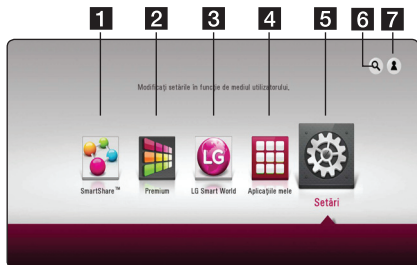 1 2 3 4 5 6 7
Modificați setările în funcție de mediul utilizatorului.
LG
SmartShare™ Premium LG Smart World Aplicațiile mele Setări